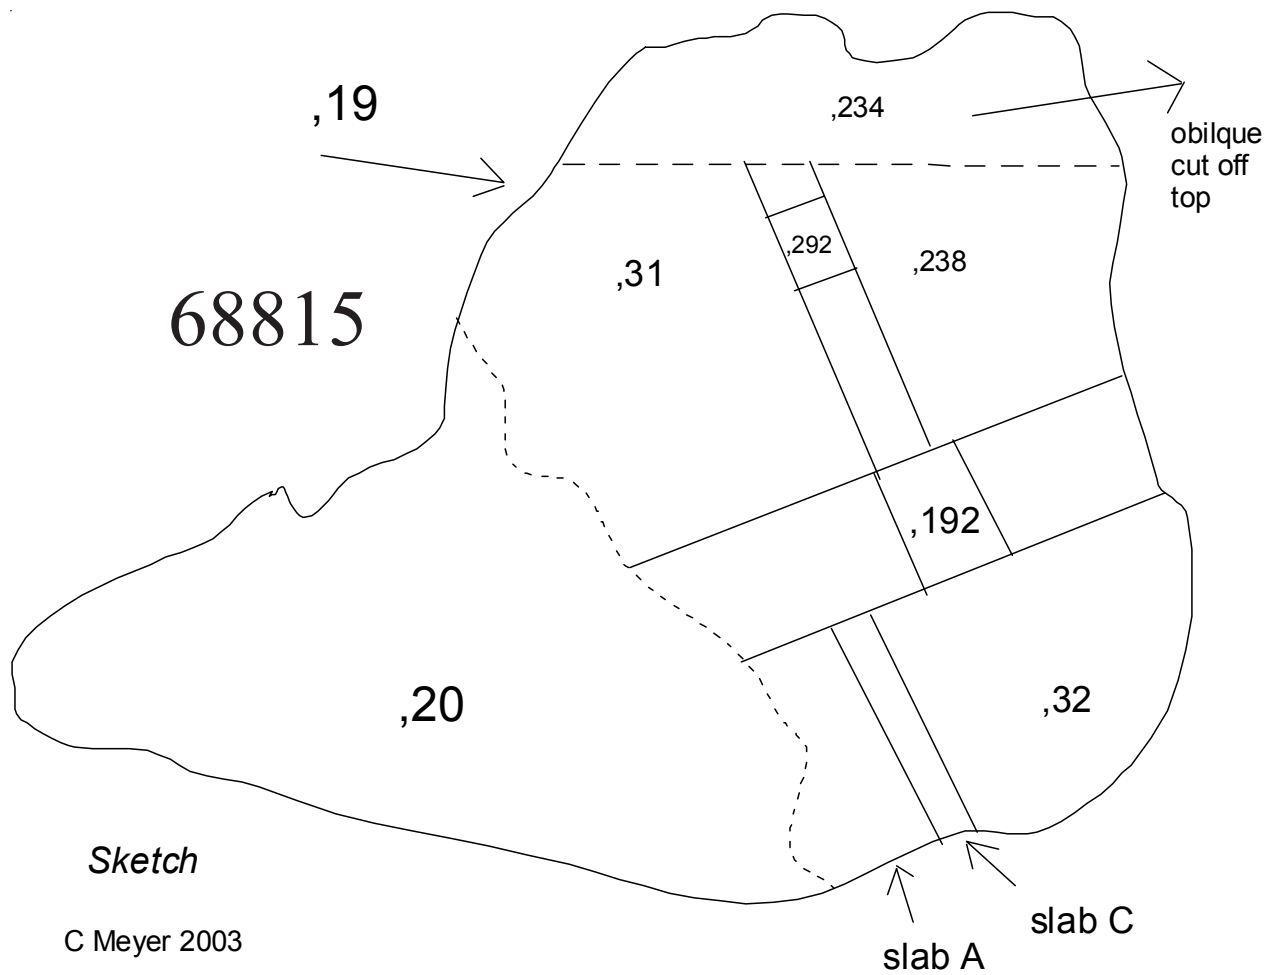 ,19
,234
obilque
cut off
top
,292
,238
,31
68815
,192
,20
,32
Sketch
slab C
C Meyer 2003
slab A